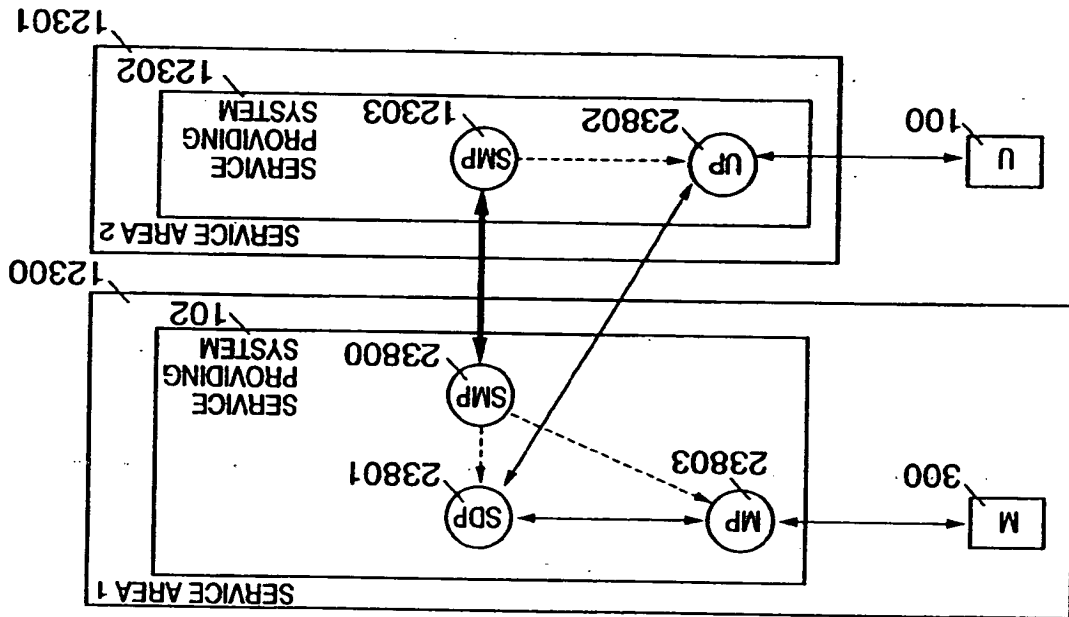 SERVICE AREA 1
M
300
MP
23803
SDP
23801
SMP
23800
SERVICE
PROVIDING
SYSTEM
102
12300
SERVICE AREA 2
U
100
UP
23802
SMP
12303
SERVICE
PROVIDING
SYSTEM
12302
12301